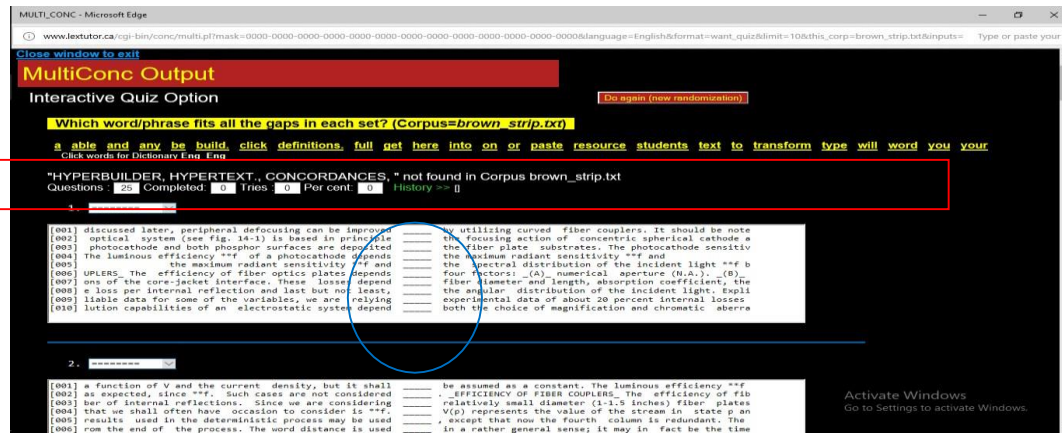 MULTI_CONC - Microsoft Edge
www.lextutor.ca/cgi-bin/conc/multi.pl?mask=0000-0000-0000-0000-0000-0000-0000-0000-0000-0000-0000-0000-0000&language=English&format=want_quiz&limit=10&this_corp=brown_strip.txt&inputs= Type or paste your
Close window to exit
MultiConc Output
Interactive Quiz Option Do again (new randomization)
Which word/phrase fits all the gaps in each set? (Corpus=brown_strip.txt)
a able and any be build. click definitions. full get here into on or paste resource students text to transform type will word you your
Click words for Dictionary Eng Eng
"HYPERBUILDER, HYPERTEXT., CONCORDANCES, " not found in Corpus brown_strip.txt
Questions : 25 Completed: 0 Tries : 0 Per cent: 0 History >> []
1. --------
[001] discussed later, peripheral defocusing can be improved _____ by utilizing curved fiber couplers. It should be note
[002] optical system (see fig. 14-1) is based in principle _____ the focusing action of concentric spherical cathode a
[003] photocathode and both phosphor surfaces are deposited _____ the fiber plate substrates. The photocathode sensitiv
[004] The luminous efficiency **f of a photocathode depends _____ the maximum radiant sensitivity **f and
[005] the maximum radiant sensitivity **f and _____ the spectral distribution of the incident light **f b
[006] UPLERS_ The efficiency of fiber optics plates depends _____ four factors: _(A)_ numerical aperture (N.A.). _(B)_
[007] ons of the core-jacket interface. These losses depend _____ fiber diameter and length, absorption coefficient, the
[008] e loss per internal reflection and last but not least, _____ the angular distribution of the incident light. Expli
[009] liable data for some of the variables, we are relying _____ experimental data of about 20 percent internal losses
[010] lution capabilities of an electrostatic system depend _____ both the choice of magnification and chromatic aberra
2. --------
[001] a function of V and the current density, but it shall _____ be assumed as a constant. The luminous efficiency **f
[002] as expected, since **f. Such cases are not considered _____ . _EFFICIENCY OF FIBER COUPLERS_ The efficiency of fib
[003] ber of internal reflections. Since we are considering _____ relatively small diameter (1-1.5 inches) fiber plates
[004] that we shall often have occasion to consider is **f. _____ V(p) represents the value of the stream in state p an
[005] results used in the deterministic process may be used _____ , except that now the fourth column is redundant. The
[006] rom the end of the process. The word distance is used _____ in a rather general sense; it may in fact be the time
Activate Windows
Go to Settings to activate Windows.